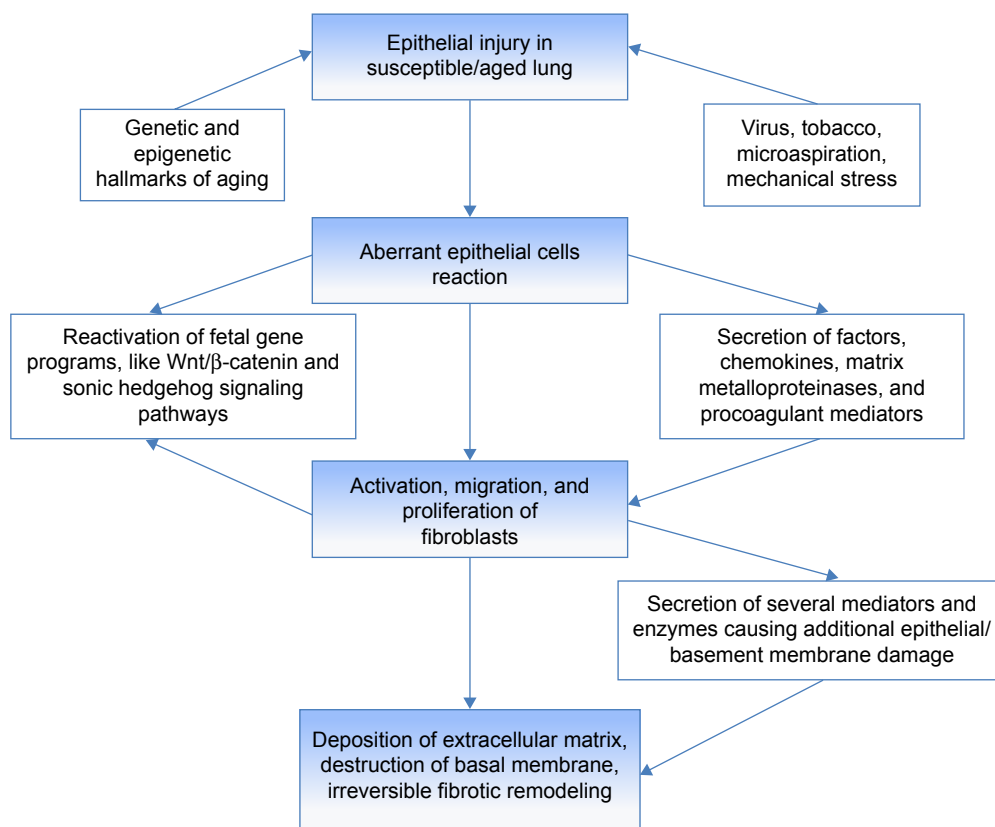 Epithelial injury in
susceptible/aged lung
Genetic and
epigenetic
hallmarks of aging
Virus, tobacco,
microaspiration,
mechanical stress
Aberrant epithelial cells
reaction
Reactivation of fetal gene
programs, like Wnt/β-catenin and
sonic hedgehog signaling
pathways
Secretion of factors,
chemokines, matrix
metalloproteinases, and
procoagulant mediators
Activation, migration, and
proliferation of
fibroblasts
Secretion of several mediators and
enzymes causing additional epithelial/
basement membrane damage
Deposition of extracellular matrix,
destruction of basal membrane,
irreversible fibrotic remodeling